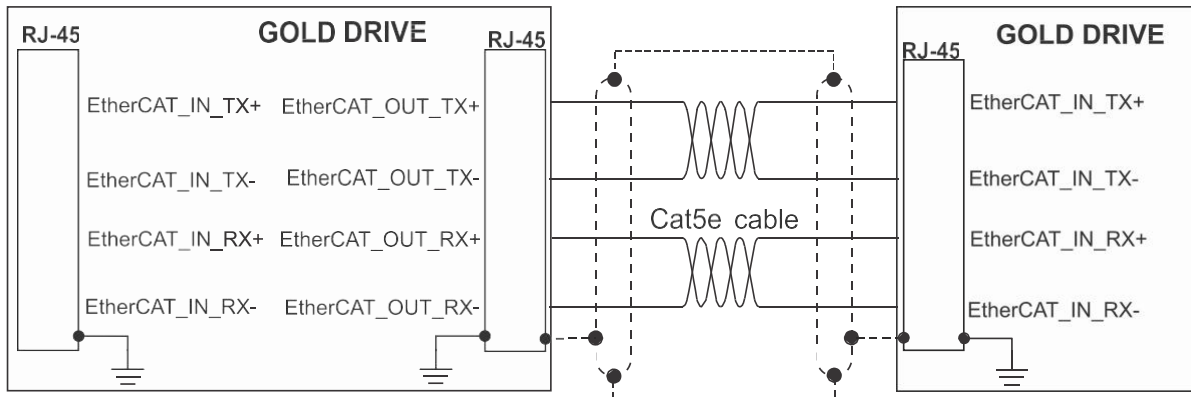 RJ-45
GOLD DRIVE
RJ-45
GOLD DRIVE
RJ-45
EtherCAT_IN_TX+
EtherCAT_OUT_TX+
EtherCAT_IN_TX+
EtherCAT_IN_TX-
EtherCAT_OUT_TX-
EtherCAT_IN_TX-
Cat5e cable
EtherCAT_IN_RX+
EtherCAT_OUT_RX+
EtherCAT_IN_RX+
EtherCAT_IN_RX-
EtherCAT_OUT_RX-
EtherCAT_IN_RX-